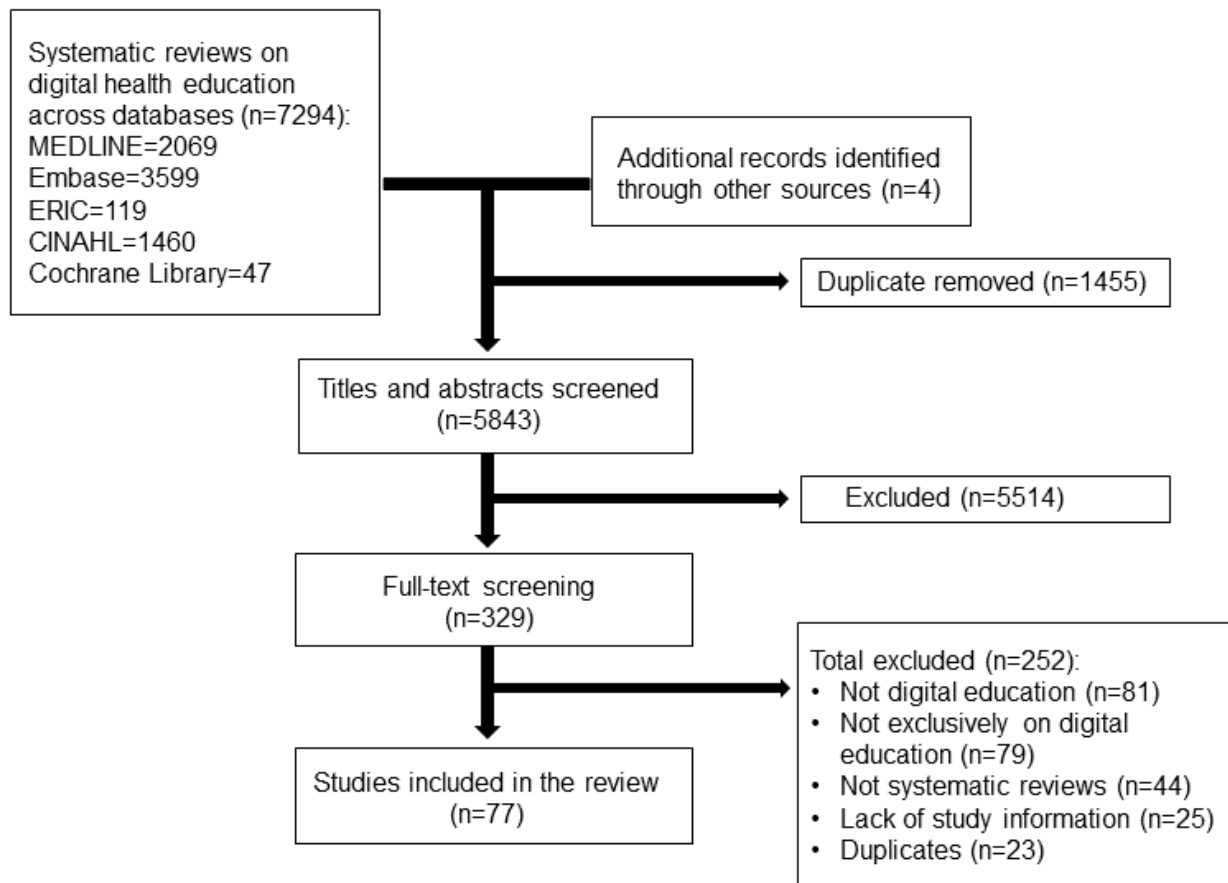 Systematic reviews on
digital health education
across databases (n=7294):
MEDLINE=2069
Embase=3599
ERIC=119
CINAHL=1460
Cochrane Library=47
Additional records identified
through other sources (n=4)
Duplicate removed (n=1455)
Titles and abstracts screened
(n=5843)
Excluded (n=5514)
Full-text screening
(n=329)
Total excluded (n=252):
• Not digital education (n=81)
• Not exclusively on digital
education (n=79)
• Not systematic reviews (n=44)
• Lack of study information (n=25)
• Duplicates (n=23)
Studies included in the review
(n=77)